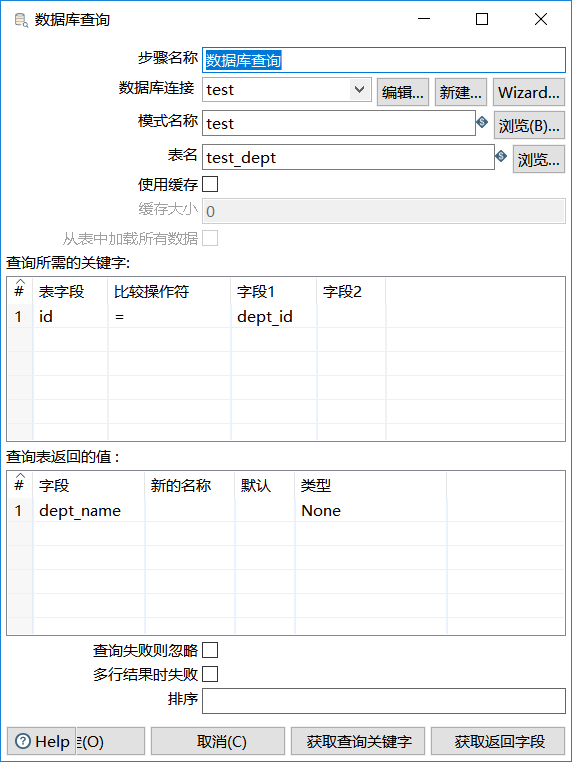 数据库查询
步骤名称 数据库查询
数据库连接 test 编辑... 新建... Wizard...
模式名称 test 浏览(B)...
表名 test_dept 浏览...
使用缓存
缓存大小 0
从表中加载所有数据
查询所需的关键字:
# 表字段 比较操作符 字段1 字段2
1 id = dept_id
查询表返回的值 :
# 字段 新的名称 默认 类型
1 dept_name None
查询失败则忽略
多行结果时失败
排序
Help (O) 取消(C) 获取查询关键字 获取返回字段